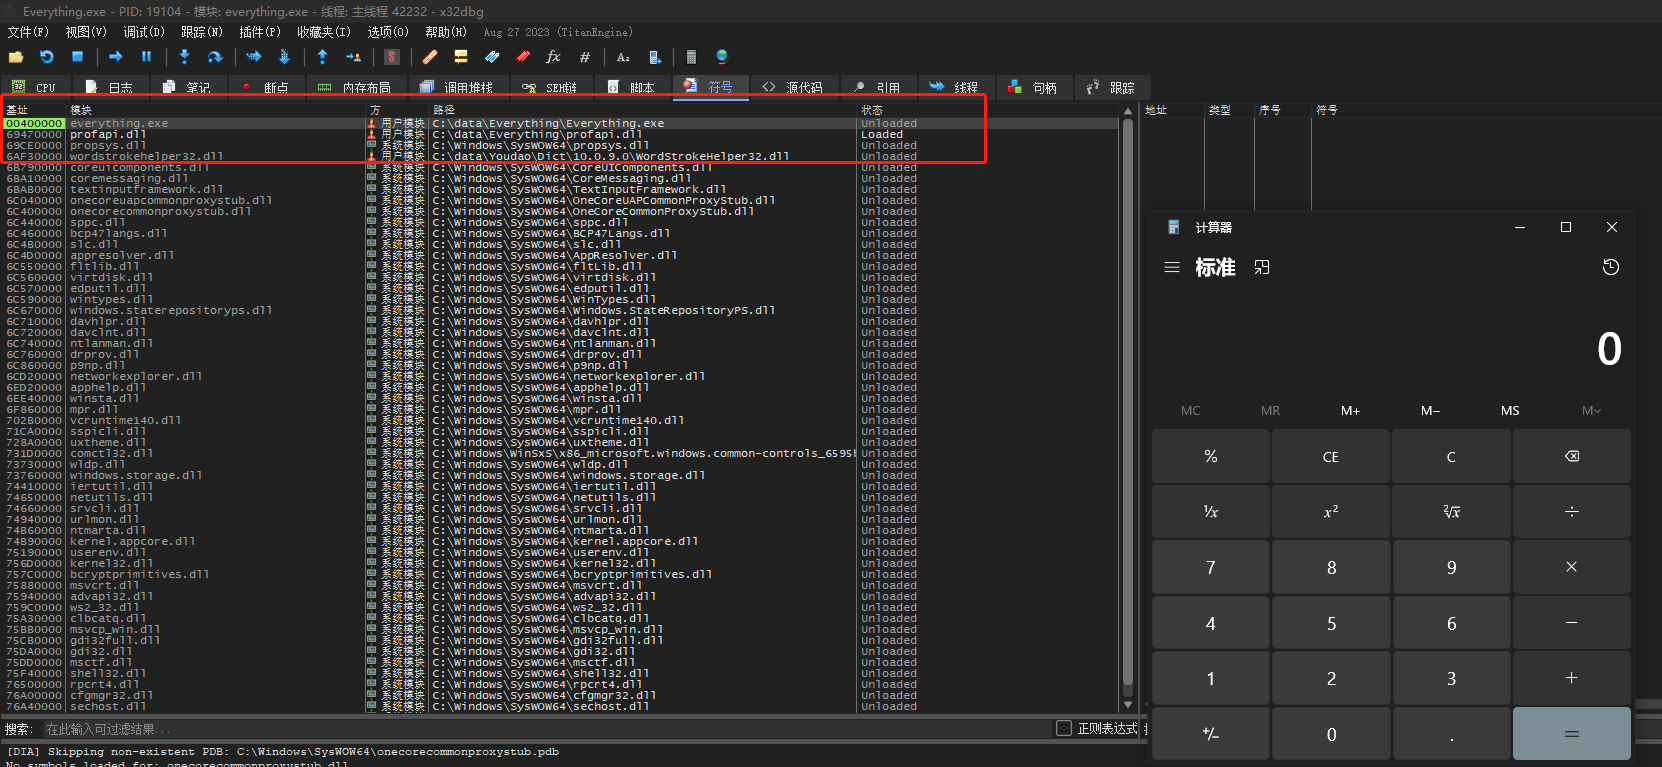 Everything.exe - PID: 19104 - 模块: everything.exe - 线程: 主线程 42232 - x32dbg
文件(F) 视图(V) 调试(D) 跟踪(N) 插件(P) 收藏夹(I) 选项(O) 帮助(H) Aug 27 2023 (TitanEngine)
CPU 日志 笔记 断点 内存布局 调用堆栈 SEH链 脚本 符号 源代码 引用 线程 句柄 跟踪
基址 模块 方 路径 状态 地址 类型 序号 符号
00400000 everything.exe 用户模块 C:\data\Everything\Everything.exe Unloaded
69470000 profapi.dll 用户模块 C:\data\Everything\profapi.dll Loaded
69CE0000 propsys.dll 系统模块 C:\Windows\SysWOW64\propsys.dll Unloaded
6AF30000 wordstrokehelper32.dll 用户模块 C:\data\Youdao\Dict\10.0.9.0\WordStrokeHelper32.dll Unloaded
6B790000 coreuicomponents.dll 系统模块 C:\Windows\SysWOW64\CoreUIComponents.dll Unloaded
6BA10000 coremessaging.dll 系统模块 C:\Windows\SysWOW64\CoreMessaging.dll Unloaded
6BAB0000 textinputframework.dll 系统模块 C:\Windows\SysWOW64\TextInputFramework.dll Unloaded
6C040000 onecoreuapcommonproxystub.dll 系统模块 C:\Windows\SysWOW64\OneCoreUAPCommonProxyStub.dll Unloaded
6C400000 onecorecommonproxystub.dll 系统模块 C:\Windows\SysWOW64\OneCoreCommonProxyStub.dll Unloaded
6C440000 sppc.dll 系统模块 C:\Windows\SysWOW64\sppc.dll Unloaded
6C460000 bcp47langs.dll 系统模块 C:\Windows\SysWOW64\BCP47Langs.dll Unloaded
6C4B0000 slc.dll 系统模块 C:\Windows\SysWOW64\slc.dll Unloaded
6C4D0000 appresolver.dll 系统模块 C:\Windows\SysWOW64\AppResolver.dll Unloaded
6C550000 fltlib.dll 系统模块 C:\Windows\SysWOW64\fltLib.dll Unloaded
6C560000 virtdisk.dll 系统模块 C:\Windows\SysWOW64\virtdisk.dll Unloaded
6C570000 edputil.dll 系统模块 C:\Windows\SysWOW64\edputil.dll Unloaded
6C590000 wintypes.dll 系统模块 C:\Windows\SysWOW64\WinTypes.dll Unloaded
6C670000 windows.staterepositoryps.dll 系统模块 C:\Windows\SysWOW64\Windows.StateRepositoryPS.dll Unloaded
6C710000 davhlpr.dll 系统模块 C:\Windows\SysWOW64\davhlpr.dll Unloaded
6C720000 davclnt.dll 系统模块 C:\Windows\SysWOW64\davclnt.dll Unloaded
6C740000 ntlanman.dll 系统模块 C:\Windows\SysWOW64\ntlanman.dll Unloaded
6C760000 drprov.dll 系统模块 C:\Windows\SysWOW64\drprov.dll Unloaded
6C860000 p9np.dll 系统模块 C:\Windows\SysWOW64\p9np.dll Unloaded
6CD20000 networkexplorer.dll 系统模块 C:\Windows\SysWOW64\networkexplorer.dll Unloaded
6ED20000 apphelp.dll 系统模块 C:\Windows\SysWOW64\apphelp.dll Unloaded
6EE40000 winsta.dll 系统模块 C:\Windows\SysWOW64\winsta.dll Unloaded
6F860000 mpr.dll 系统模块 C:\Windows\SysWOW64\mpr.dll Unloaded
702B0000 vcruntime140.dll 系统模块 C:\Windows\SysWOW64\vcruntime140.dll Unloaded
71CA0000 sspicli.dll 系统模块 C:\Windows\SysWOW64\sspicli.dll Unloaded
728A0000 uxtheme.dll 系统模块 C:\Windows\SysWOW64\uxtheme.dll Unloaded
731D0000 comctl32.dll 系统模块 C:\Windows\WinSxS\x86_microsoft.windows.common-controls_6595b Unloaded
73730000 wldp.dll 系统模块 C:\Windows\SysWOW64\wldp.dll Unloaded
73760000 windows.storage.dll 系统模块 C:\Windows\SysWOW64\windows.storage.dll Unloaded
74410000 iertutil.dll 系统模块 C:\Windows\SysWOW64\iertutil.dll Unloaded
74650000 netutils.dll 系统模块 C:\Windows\SysWOW64\netutils.dll Unloaded
74660000 srvcli.dll 系统模块 C:\Windows\SysWOW64\srvcli.dll Unloaded
74940000 urlmon.dll 系统模块 C:\Windows\SysWOW64\urlmon.dll Unloaded
74B60000 ntmarta.dll 系统模块 C:\Windows\SysWOW64\ntmarta.dll Unloaded
74B90000 kernel.appcore.dll 系统模块 C:\Windows\SysWOW64\kernel.appcore.dll Unloaded
75190000 userenv.dll 系统模块 C:\Windows\SysWOW64\userenv.dll Unloaded
756D0000 kernel32.dll 系统模块 C:\Windows\SysWOW64\kernel32.dll Unloaded
757C0000 bcryptprimitives.dll 系统模块 C:\Windows\SysWOW64\bcryptprimitives.dll Unloaded
75880000 msvcrt.dll 系统模块 C:\Windows\SysWOW64\msvcrt.dll Unloaded
75940000 advapi32.dll 系统模块 C:\Windows\SysWOW64\advapi32.dll Unloaded
759C0000 ws2_32.dll 系统模块 C:\Windows\SysWOW64\ws2_32.dll Unloaded
75A30000 clbcatq.dll 系统模块 C:\Windows\SysWOW64\clbcatq.dll Unloaded
75BB0000 msvcp_win.dll 系统模块 C:\Windows\SysWOW64\msvcp_win.dll Unloaded
75CB0000 gdi32full.dll 系统模块 C:\Windows\SysWOW64\gdi32full.dll Unloaded
75DA0000 gdi32.dll 系统模块 C:\Windows\SysWOW64\gdi32.dll Unloaded
75DD0000 msctf.dll 系统模块 C:\Windows\SysWOW64\msctf.dll Unloaded
75F40000 shell32.dll 系统模块 C:\Windows\SysWOW64\shell32.dll Unloaded
76500000 rpcrt4.dll 系统模块 C:\Windows\SysWOW64\rpcrt4.dll Unloaded
76A00000 cfgmgr32.dll 系统模块 C:\Windows\SysWOW64\cfgmgr32.dll Unloaded
76A40000 sechost.dll 系统模块 C:\Windows\SysWOW64\sechost.dll Unloaded
搜索: 在此输入可过滤结果... 正则表达式
[DIA] Skipping non-existent PDB: C:\Windows\SysWOW64\onecorecommonproxystub.pdb
No symbols loaded for: onecorecommonproxystub.dll
计算器
标准
0
MC MR M+ M− MS M
% CE C
¹/x x² ²√x ÷
7 8 9 ×
4 5 6 −
1 2 3 +
+/− 0 . =